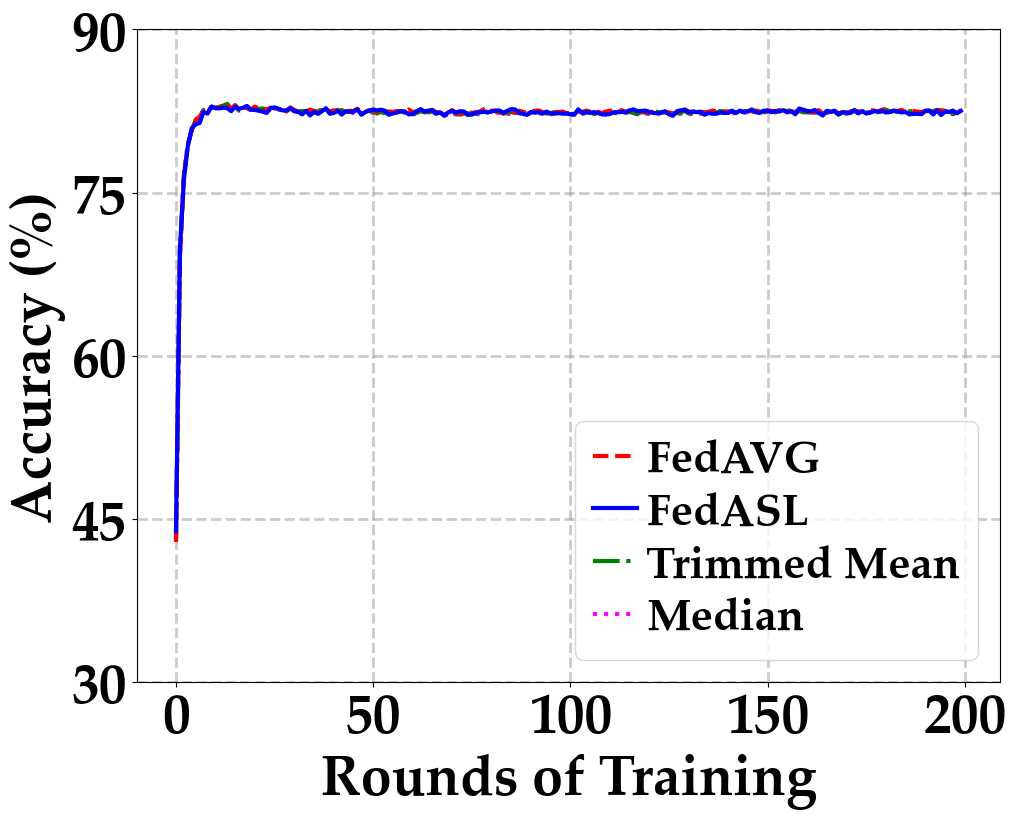 90
75
60
45
30
Accuracy (%)
FedAVG
FedASL
Trimmed Mean
Median
0 50 100 150 200
Rounds of Training